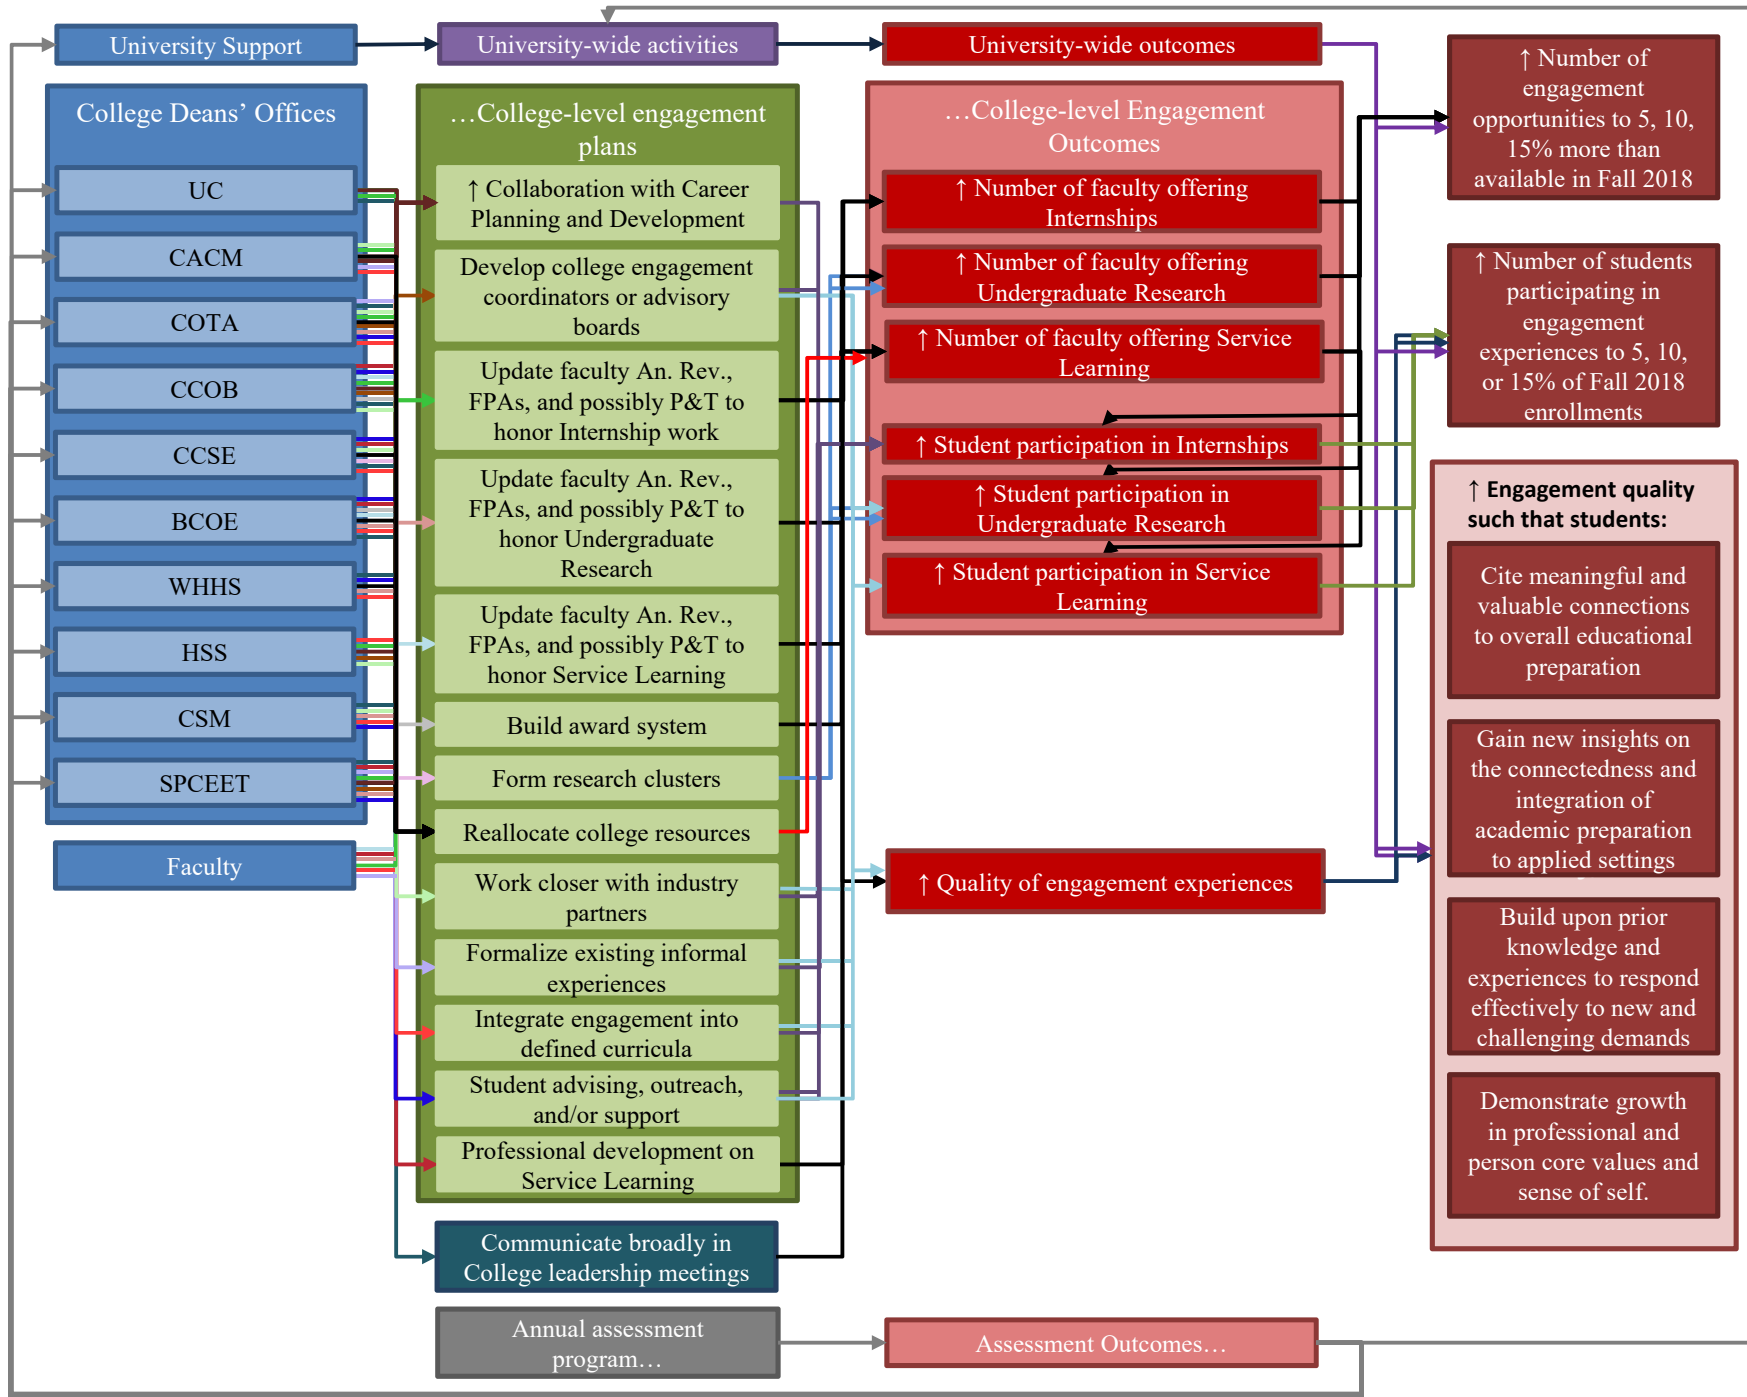 University Support
University-wide activities
University-wide outcomes
↑ Number of
engagement
opportunities to 5, 10,
15% more than
available in Fall 2018
College Deans’ Offices
UC
CACM
COTA
CCOB
CCSE
BCOE
WHHS
HSS
CSM
SPCEET
Faculty
…College-level engagement
plans
↑ Collaboration with Career
Planning and Development
Develop college engagement
coordinators or advisory
boards
Update faculty An. Rev.,
FPAs, and possibly P&T to
honor Internship work
Update faculty An. Rev.,
FPAs, and possibly P&T to
honor Undergraduate
Research
Update faculty An. Rev.,
FPAs, and possibly P&T to
honor Service Learning
Build award system
Form research clusters
Reallocate college resources
Work closer with industry
partners
Formalize existing informal
experiences
Integrate engagement into
defined curricula
Student advising, outreach,
and/or support
Professional development on
Service Learning
Communicate broadly in
College leadership meetings
Annual assessment
program…
…College-level Engagement
Outcomes
↑ Number of faculty offering
Internships
↑ Number of faculty offering
Undergraduate Research
↑ Number of faculty offering Service
Learning
↑ Student participation in Internships
↑ Student participation in
Undergraduate Research
↑ Student participation in Service
Learning
↑ Quality of engagement experiences
Assessment Outcomes…
↑ Number of students
participating in
engagement
experiences to 5, 10,
or 15% of Fall 2018
enrollments
↑ Engagement quality
such that students:
Cite meaningful and
valuable connections
to overall educational
preparation
Gain new insights on
the connectedness and
integration of
academic preparation
to applied settings
Build upon prior
knowledge and
experiences to respond
effectively to new and
challenging demands
Demonstrate growth
in professional and
person core values and
sense of self.